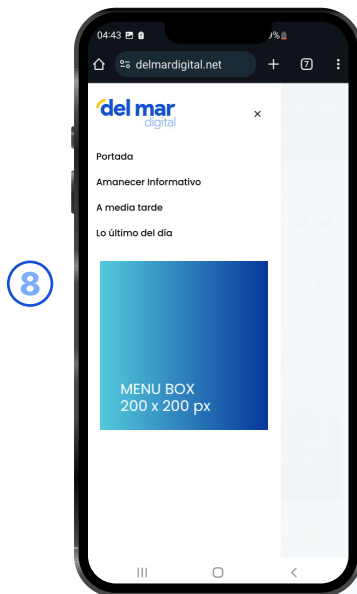 04:43
9%
delmardigital.net
7
del mar
digital
×
Portada
Amanecer Informativo
A media tarde
Lo último del día
8
MENU BOX
200 x 200 px